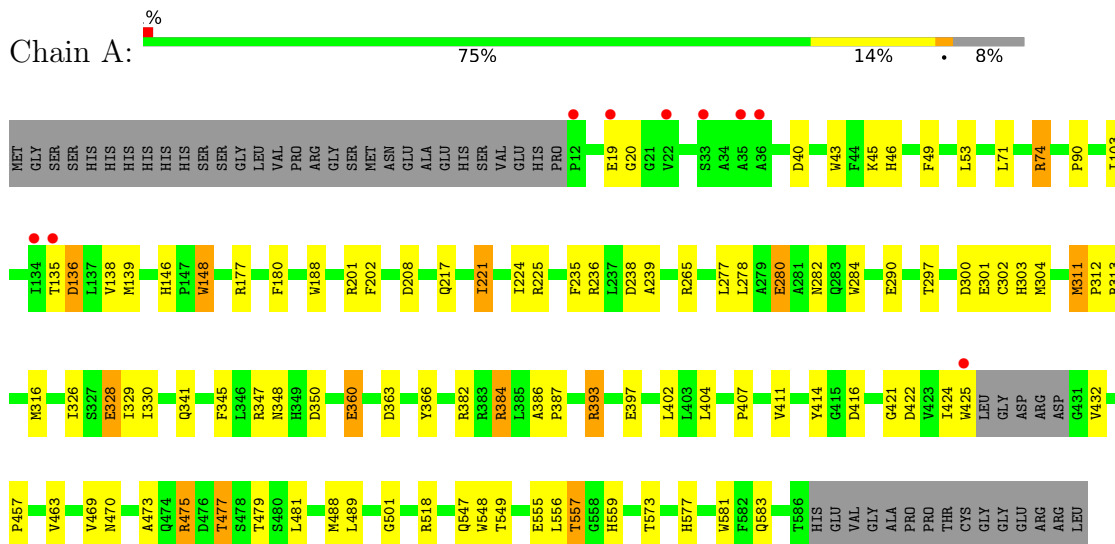 .%
Chain A:
75% 14% • 8%
MET GLY SER SER HIS HIS HIS HIS HIS HIS SER SER GLY LEU VAL PRO ARG GLY SER MET ASN GLU ALA GLU HIS SER VAL GLU HIS PRO P12 E19 G20 G21 V22 S33 A34 A35 A36 D40 W43 F44 K45 H46 F49 L53 L71 R74 P90 I103
I134 T135 D136 L137 V138 M139 H146 P147 W148 R177 F180 W188 R201 F202 D208 Q217 I221 I224 R225 F235 R236 L237 D238 A239 R265 L277 L278 A279 E280 A281 N282 Q283 W284 E290 T297 D300 E301 C302 H303 M304 M311 P312
M316 I326 S327 E328 I329 I330 Q341 F345 L346 R347 N348 H349 D350 E360 D363 Y366 R382 R383 R384 L385 A386 P387 R393 E397 L402 L403 L404 P407 V411 Y414 G415 D416 G421 D422 V423 I424 W425 LEU GLY ASP ARG ASP G431 V432
P457 V463 V469 N470 A473 Q474 R475 D476 T477 S478 T479 S480 L481 M488 L489 G501 R518 Q547 W548 T549 E555 L556 T557 G558 H559 T573 H577 W581 F582 Q583 T586 HIS GLU VAL GLY ALA PRO PRO THR CYS GLY GLY GLU ARG ARG LEU